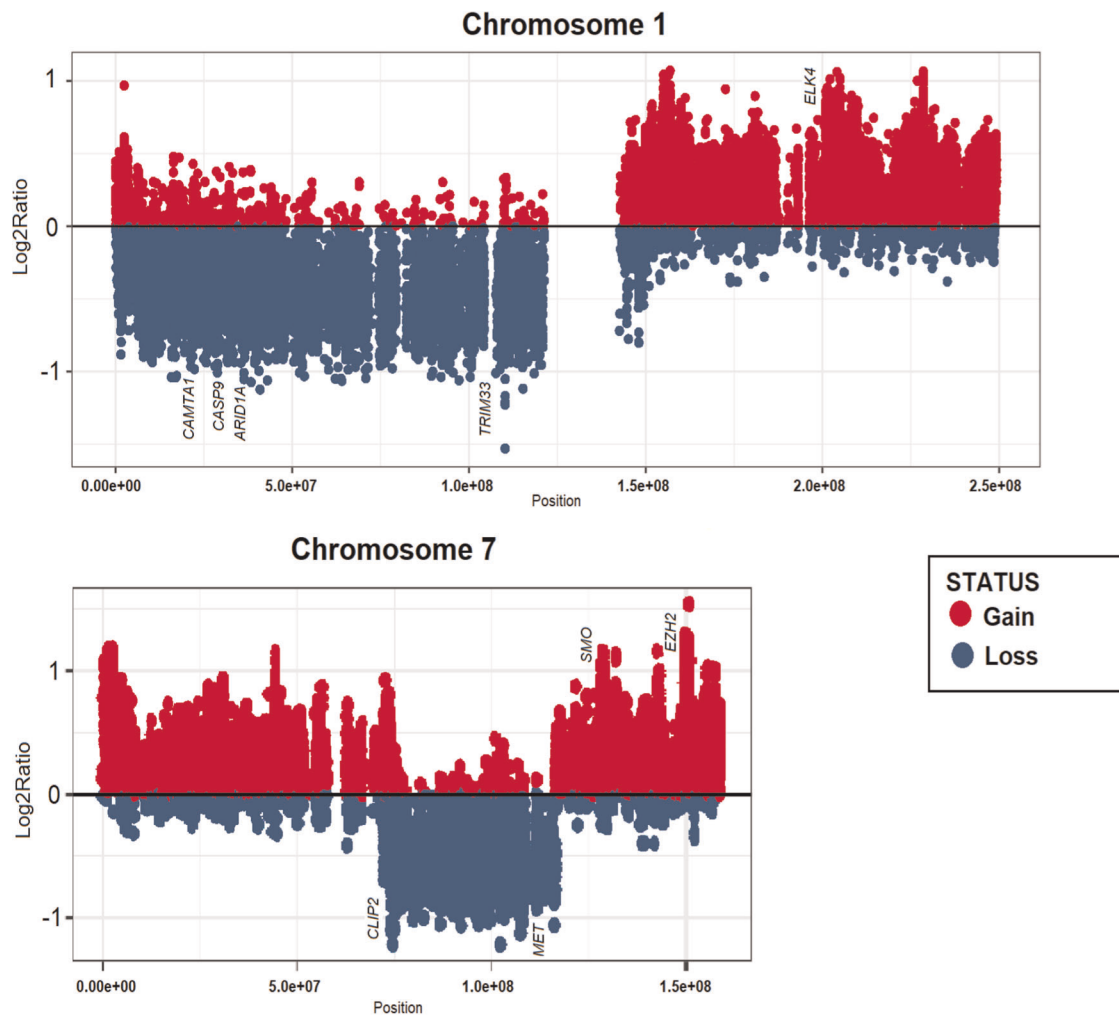 Chromosome 1
Log2Ratio
1
0
-1
ELK4
CAMTA1
CASP9
ARID1A
TRIM33
0.00e+00 5.0e+07 1.0e+08 1.5e+08 2.0e+08 2.5e+08
Position
Chromosome 7
Log2Ratio
1
0
-1
SMO
EZH2
CLIP2
MET
0.00e+00 5.0e+07 1.0e+08 1.5e+08
Position
STATUS
Gain
Loss